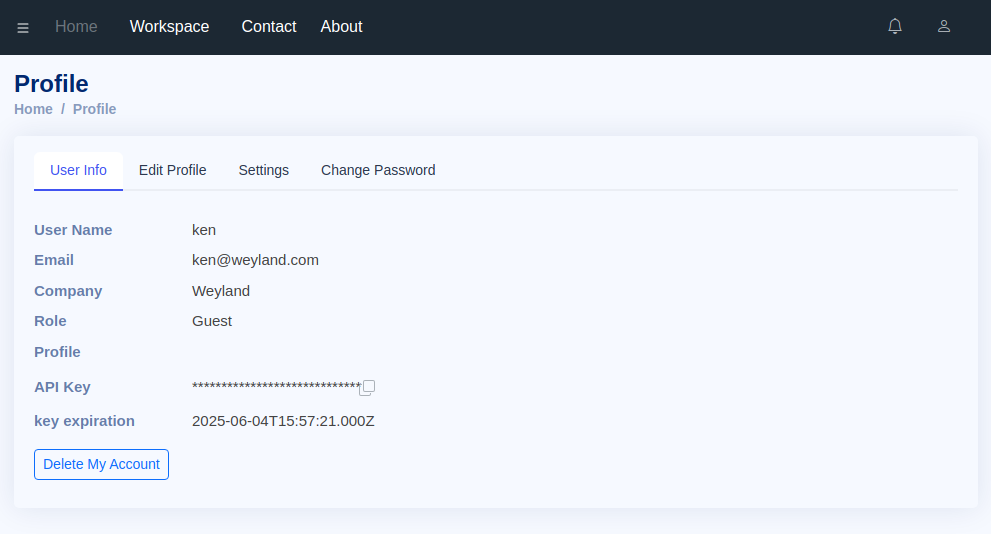 Home Workspace Contact About
Profile
Home / Profile
User Info Edit Profile Settings Change Password
User Name ken
Email ken@weyland.com
Company Weyland
Role Guest
Profile
API Key *****************************
key expiration 2025-06-04T15:57:21.000Z
Delete My Account